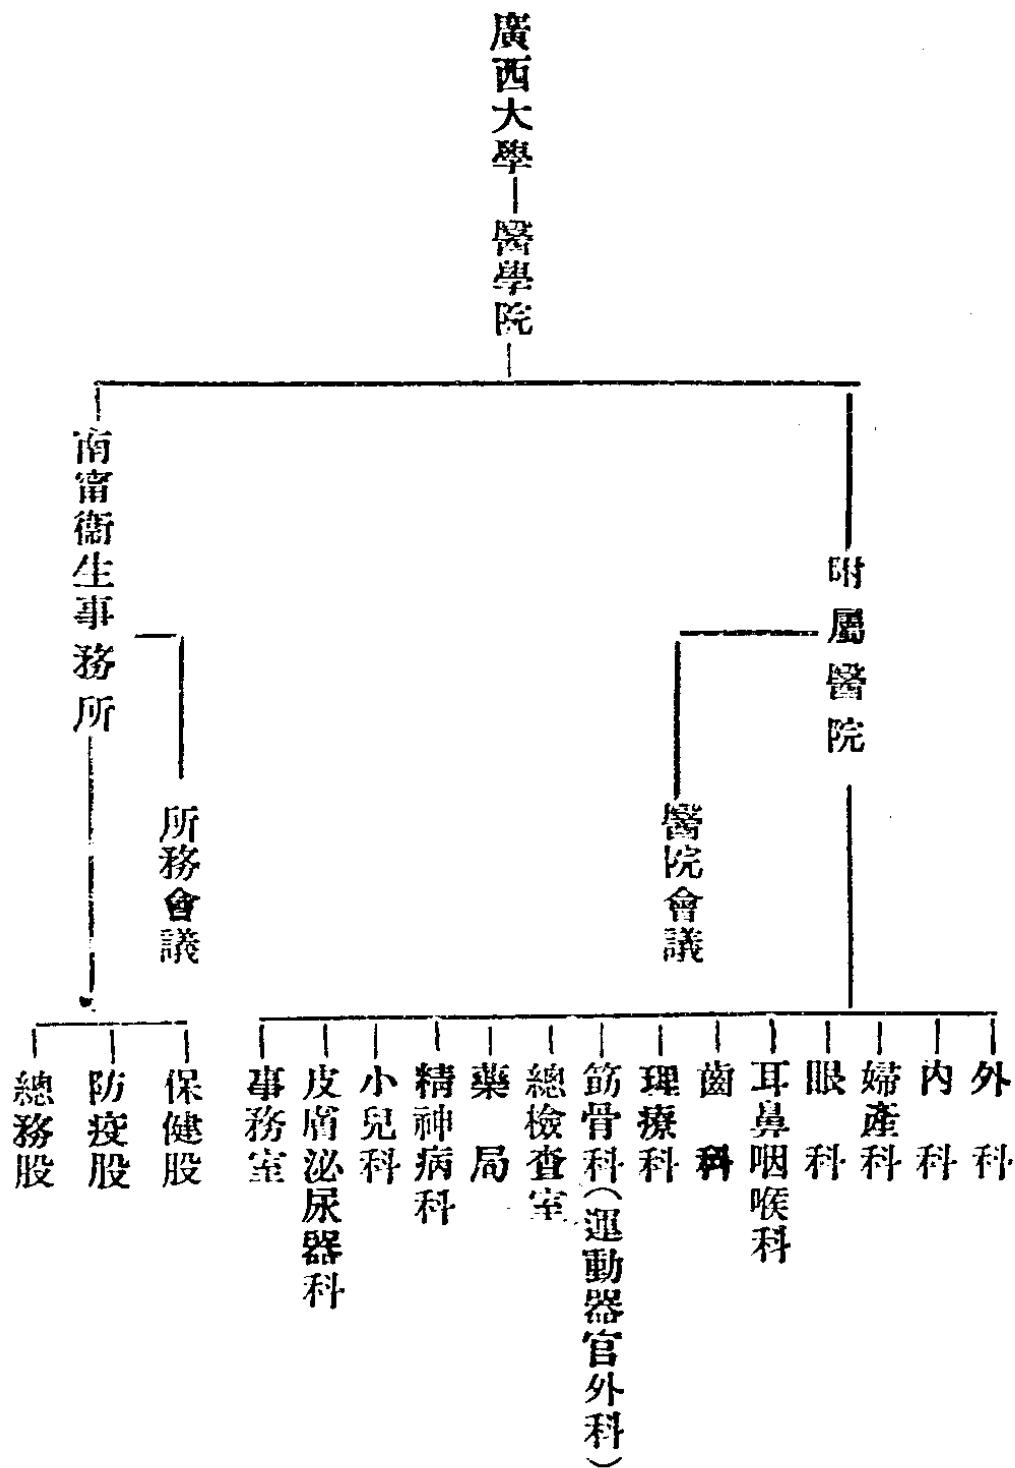 廣西大學
醫學院
附屬醫院
醫院會議
外科
內科
婦產科
眼科
耳鼻咽喉科
齒科
理療科
筋骨科(運動器官外科)
總檢查室
藥局
精神病科
小兒科
皮膚泌尿器科
事務室
南甯衞生事務所
所務會議
保健股
防疫股
總務股